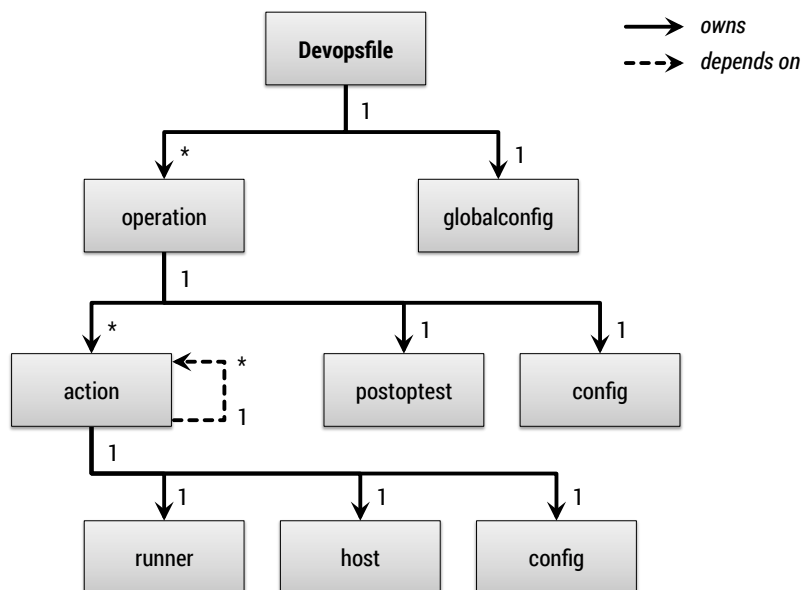 Devopsfile
owns
depends on
1
*
1
operation
globalconfig
1
*
1
1
action
*
1
postoptest
config
1
1
1
1
runner
host
config